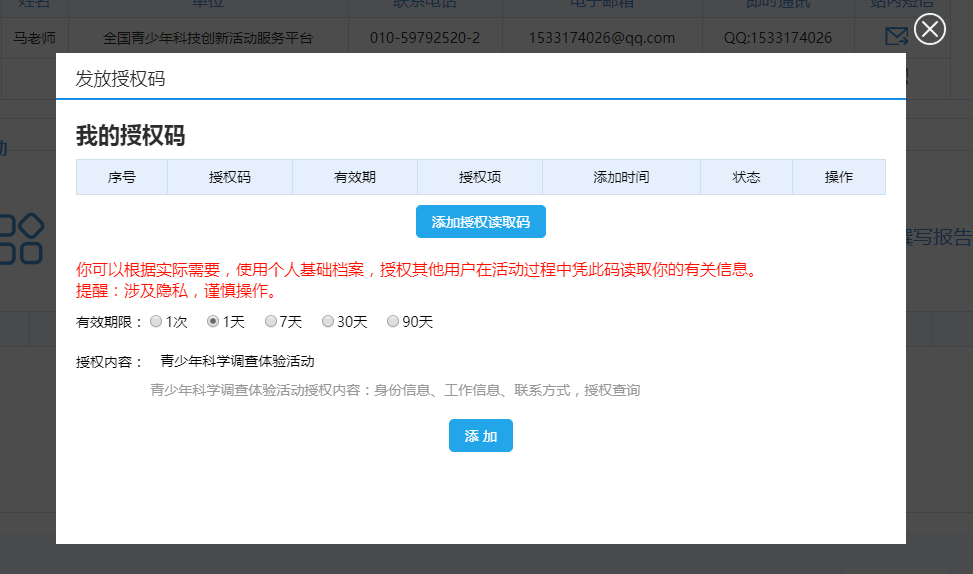 姓名 单位 联系电话 电子邮箱 即时通讯 站内短信
马老师 全国青少年科技创新活动服务平台 010-59792520-2 1533174026@qq.com QQ:1533174026
发放授权码
我的授权码
序号 授权码 有效期 授权项 添加时间 状态 操作
添加授权读取码
撰写报告
你可以根据实际需要，使用个人基础档案，授权其他用户在活动过程中凭此码读取你的有关信息。
提醒：涉及隐私，谨慎操作。
有效期限： 1次 1天 7天 30天 90天
授权内容： 青少年科学调查体验活动
青少年科学调查体验活动授权内容：身份信息、工作信息、联系方式，授权查询
添 加